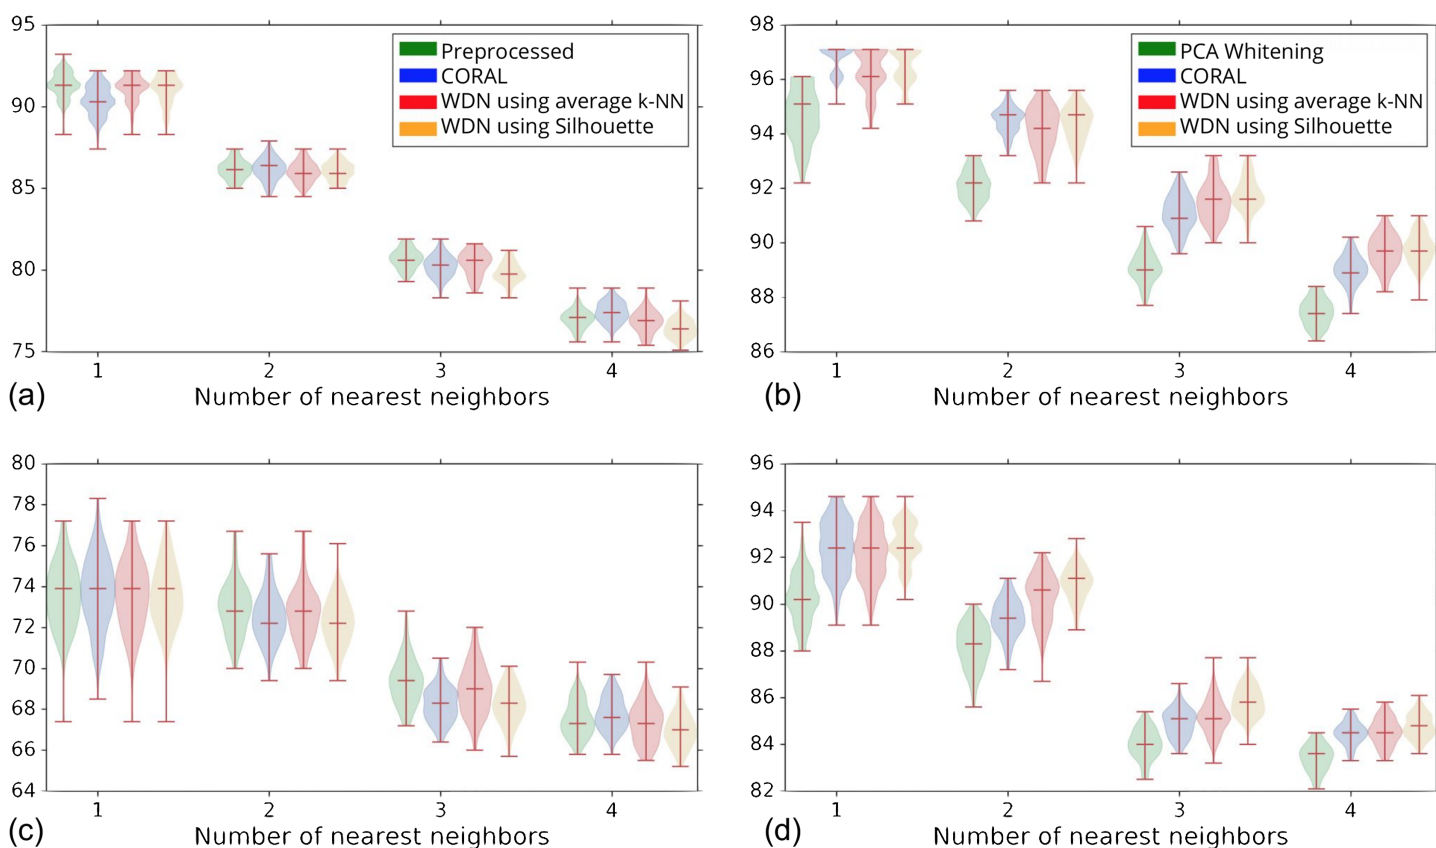 95
90
85
80
75
Preprocessed
CORAL
WDN using average k-NN
WDN using Silhouette
1 2 3 4
(a) Number of nearest neighbors
98
96
94
92
90
88
86
PCA Whitening
CORAL
WDN using average k-NN
WDN using Silhouette
1 2 3 4
(b) Number of nearest neighbors
80
78
76
74
72
70
68
66
64
1 2 3 4
(c) Number of nearest neighbors
96
94
92
90
88
86
84
82
1 2 3 4
(d) Number of nearest neighbors